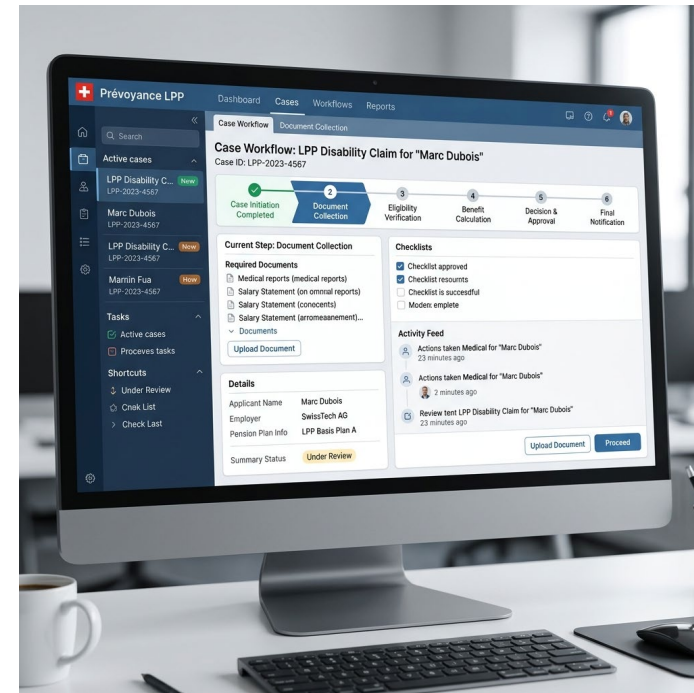 Prévoyance LPP
Dashboard Cases Workflows Reports
Search
Active cases
LPP Disability C... New
LPP-2023-4567
Marc Dubois
LPP-2023-4567
LPP Disability C... Now
LPP-2023-4567
Marnin Fua How
LPP-2023-4567
Tasks
Active cases
Proceves tasks
Shortcuts
Under Review
Cnek List
Check Last
Case Workflow Document Collection
Case Workflow: LPP Disability Claim for "Marc Dubois"
Case ID: LPP-2023-4567
Case Initiation
Completed
2
Document
Collection
3
Eligibility
Verification
4
Benefit
Calculation
5
Decision &
Approval
6
Final
Notification
Current Step: Document Collection
Required Documents
Medical reports (medical reports)
Salary Statement (on omnral reports)
Salary Statement (conocents)
Salary Statement (arromeaanement)...
Documents
Upload Document
Details
Applicant Name Marc Dubois
Employer SwissTech AG
Pension Plan Info LPP Basis Plan A
Summary Status Under Review
Checklists
Checklist approved
Checklist resournts
Checklist is succesdful
Moden: emplete
Activity Feed
Actions taken Medical for "Marc Dubois"
23 minutes ago
Actions taken Medical for "Marc Dubois"
2 minutes ago
Review tent LPP Disability Claim for "Marc Dubois"
23 minutes ago
Upload Document Proceed